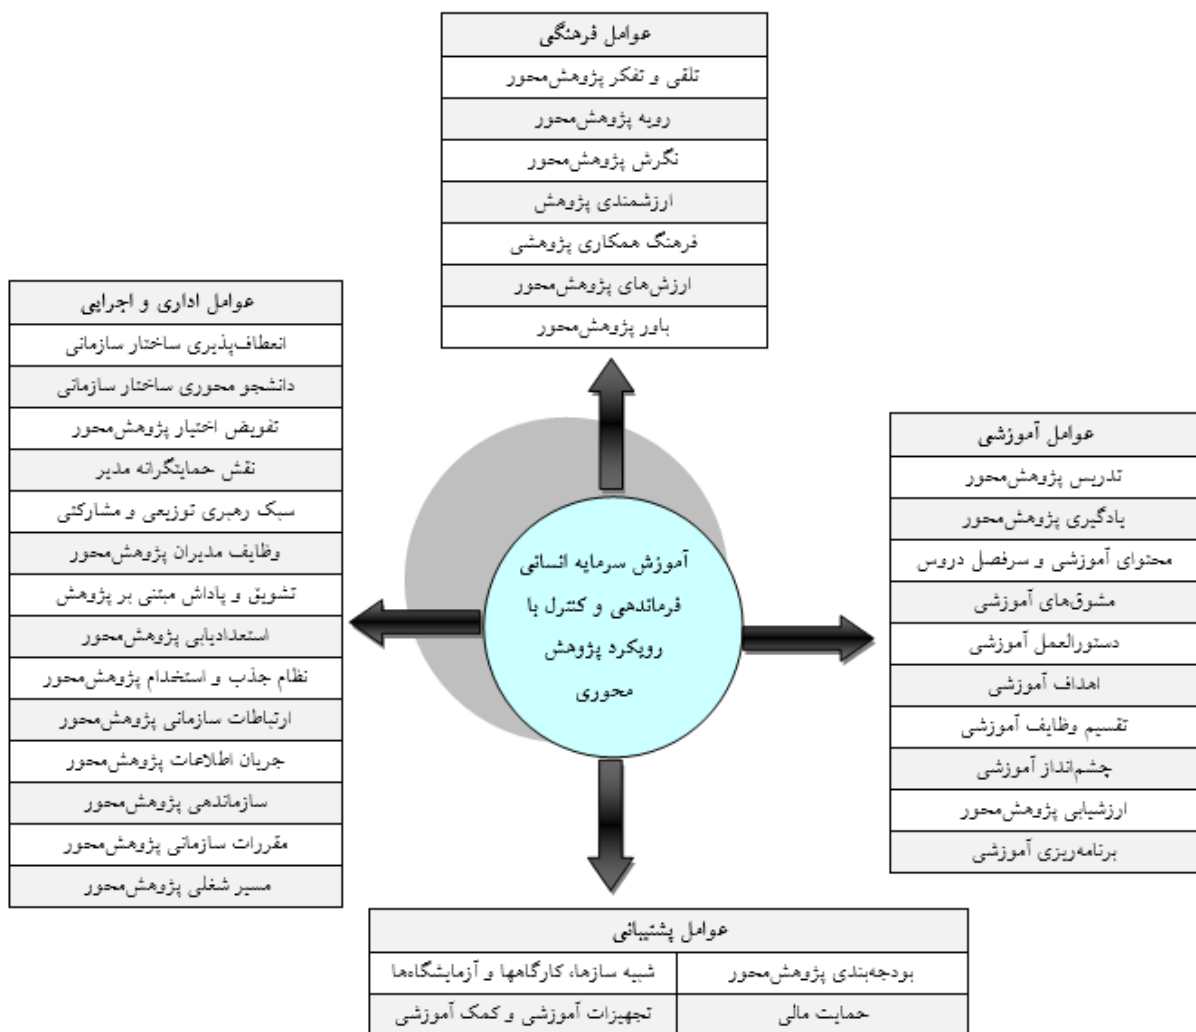 عوامل فرهنگی
تلقی و تفکر پژوهش‌محور
رویه پژوهش‌محور
نگرش پژوهش‌محور
ارزشمندی پژوهش
فرهنگ همکاری پژوهشی
ارزش‌های پژوهش‌محور
باور پژوهش‌محور
عوامل آموزشی
تدریس پژوهش‌محور
یادگیری پژوهش‌محور
محتوای آموزشی و سرفصل دروس
مشوق‌های آموزشی
دستورالعمل آموزشی
اهداف آموزشی
تقسیم وظایف آموزشی
چشم‌انداز آموزشی
ارزشیابی پژوهش‌محور
برنامه‌ریزی آموزشی
آموزش سرمایه انسانی
فرماندهی و کنترل با
رویکرد پژوهش
محوری
عوامل اداری و اجرایی
انعطاف‌پذیری ساختار سازمانی
دانشجو محوری ساختار سازمانی
تفویض اختیار پژوهش‌محور
نقش حمایتگرانه مدیر
سبک رهبری توزیعی و مشارکتی
وظایف مدیران پژوهش‌محور
تشویق و پاداش مبتنی بر پژوهش
استعدادیابی پژوهش‌محور
نظام جذب و استخدام پژوهش‌محور
ارتباطات سازمانی پژوهش‌محور
جریان اطلاعات پژوهش‌محور
سازماندهی پژوهش‌محور
مقررات سازمانی پژوهش‌محور
مسیر شغلی پژوهش‌محور
عوامل پشتیبانی
بودجه‌بندی پژوهش‌محور
شبیه سازها، کارگاهها و آزمایشگاه‌ها
حمایت مالی
تجهیزات آموزشی و کمک آموزشی